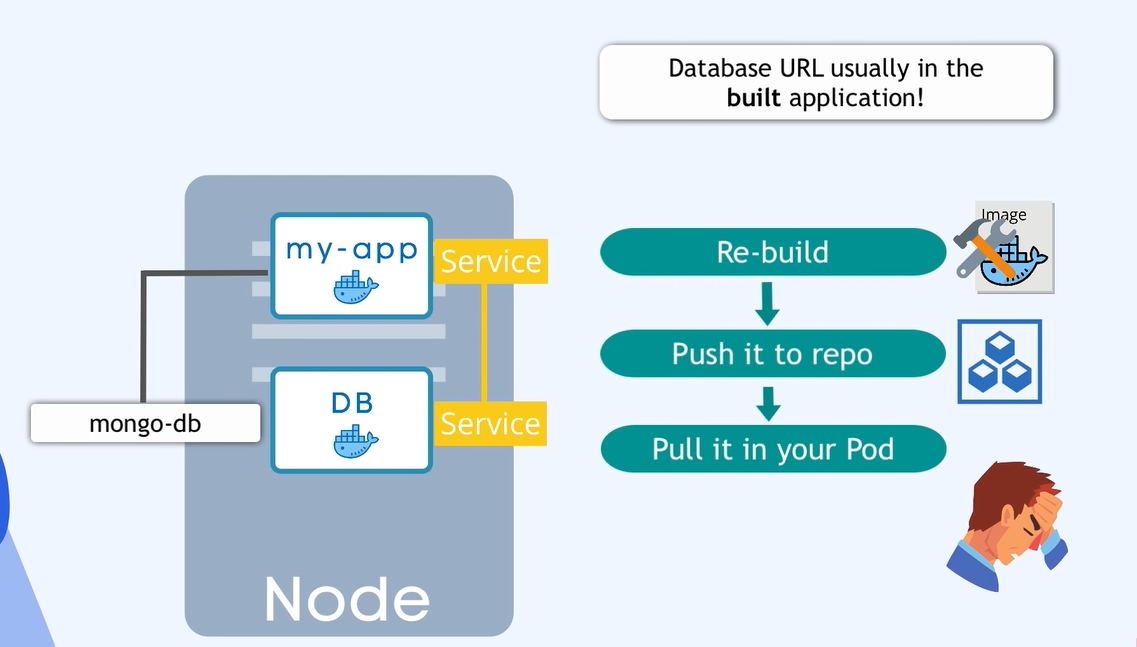 Database URL usually in the
built application!
Image
my-app
Service
Re-build
Push it to repo
DB
Service
mongo-db
Pull it in your Pod
Node